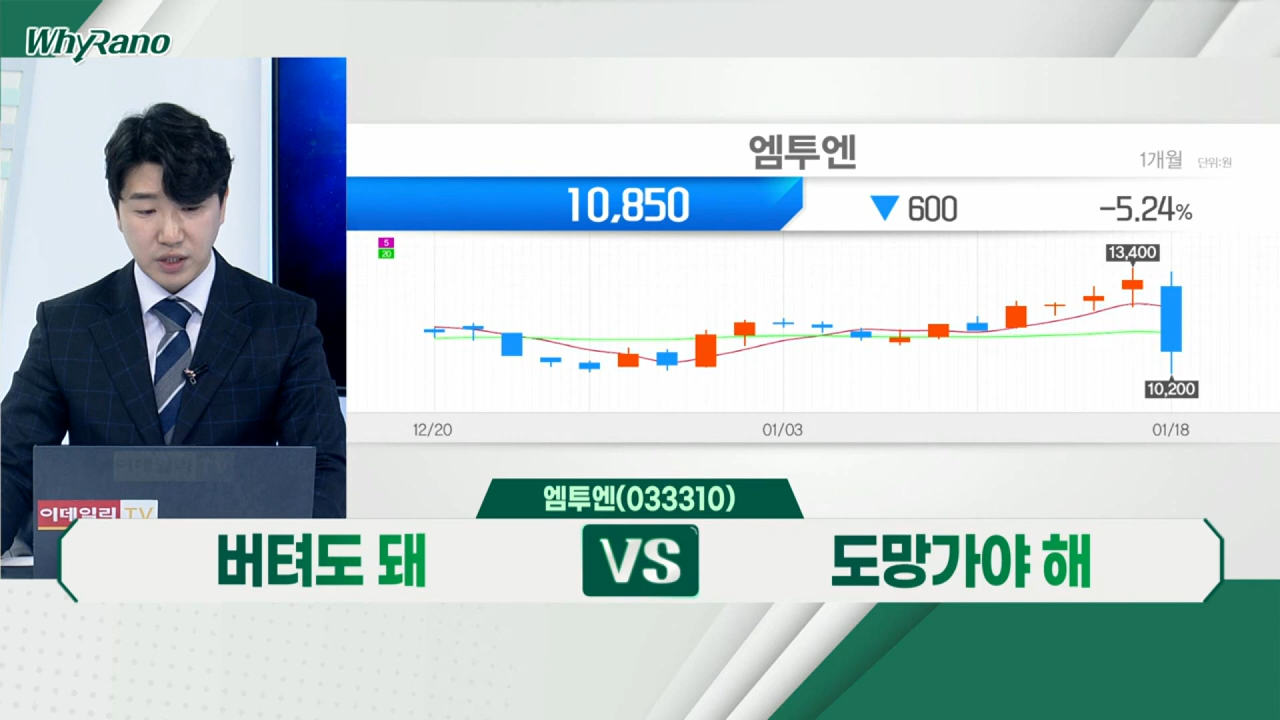 WhyRano
엠투엔
1개월 단위:원
10,850 ▼ 600 -5.24%
5
20
13,400
10,200
12/20 01/03 01/18
이데일리 TV
엠투엔(033310)
버텨도 돼 VS 도망가야 해